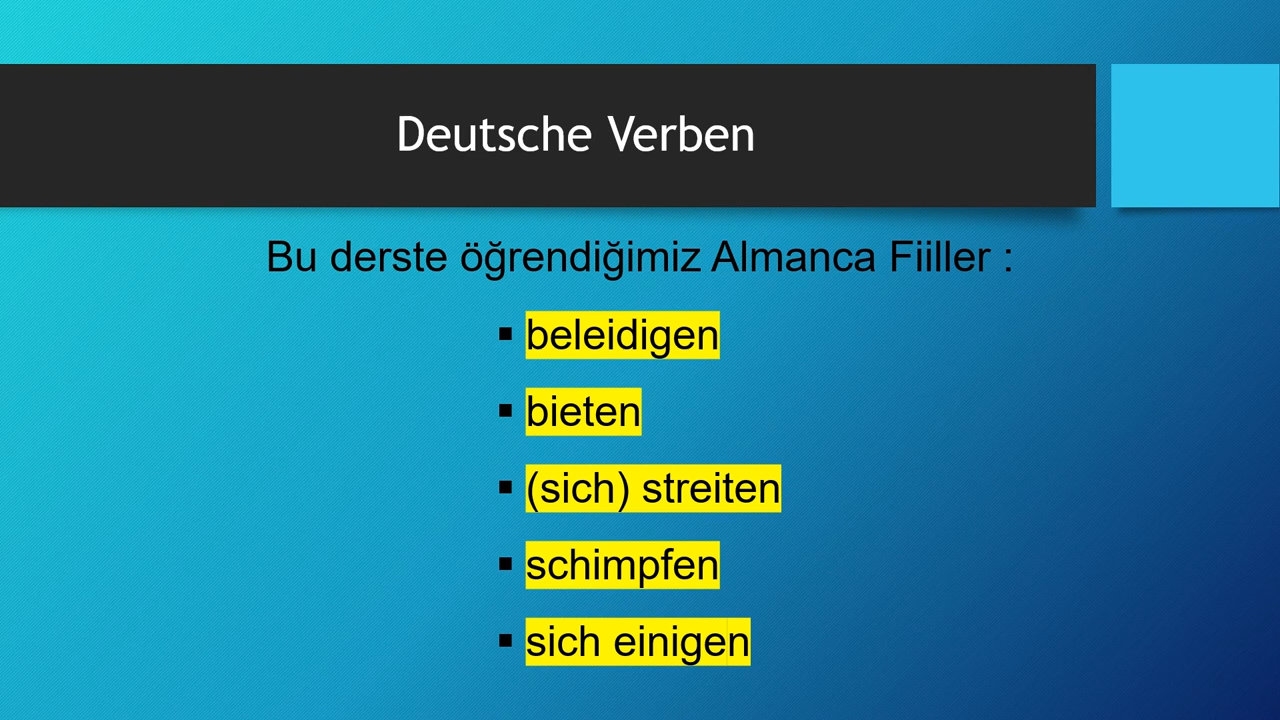 Deutsche Verben
Bu derste öğrendiğimiz Almanca Fiiller :
▪ beleidigen
▪ bieten
▪ (sich) streiten
▪ schimpfen
▪ sich einigen